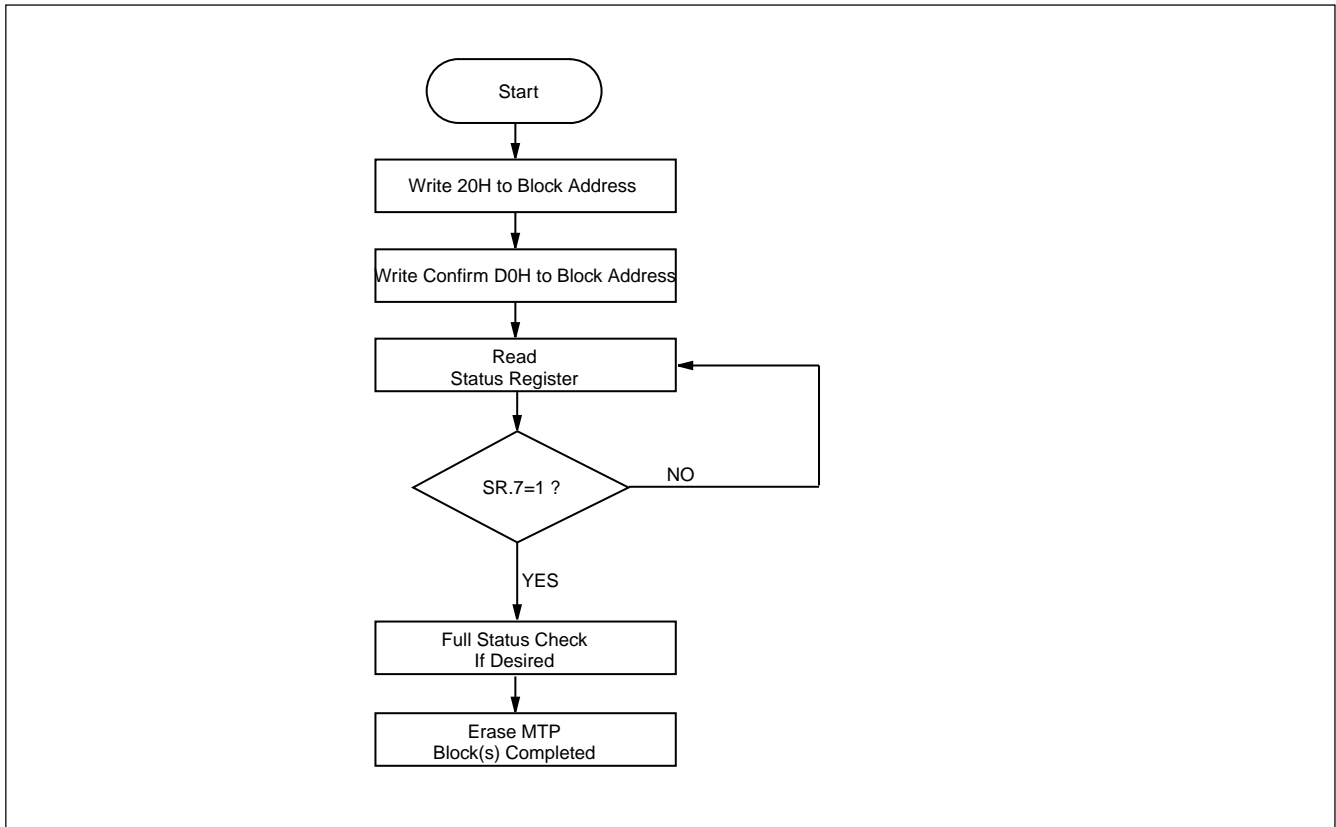 Start
Write 20H to Block Address
Write Confirm D0H to Block Address
Read
Status Register
SR.7=1 ?
NO
YES
Full Status Check
If Desired
Erase MTP
Block(s) Completed